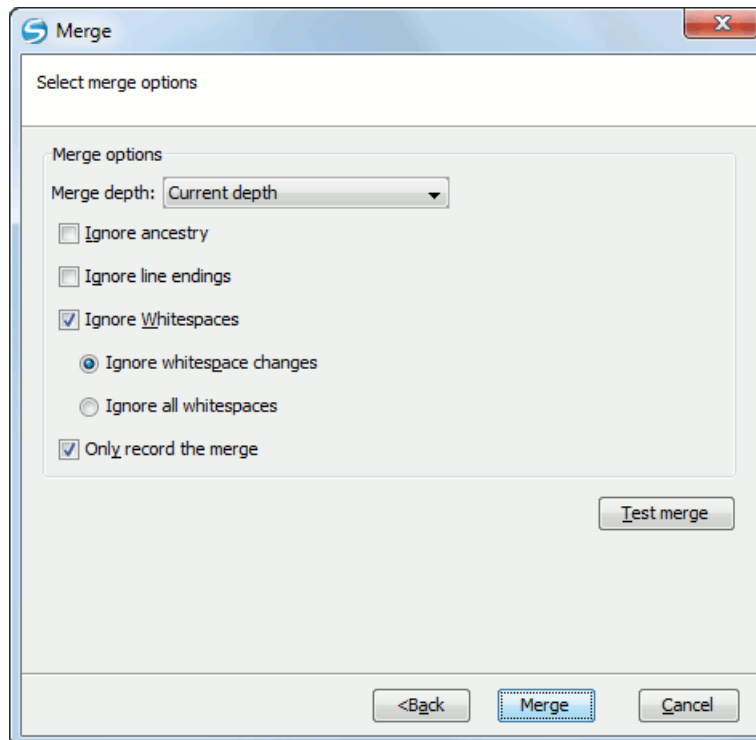 Merge
Select merge options
Merge options
Merge depth: Current depth
Ignore ancestry
Ignore line endings
Ignore Whitespaces
Ignore whitespace changes
Ignore all whitespaces
Only record the merge
Test merge
<Back Merge Cancel